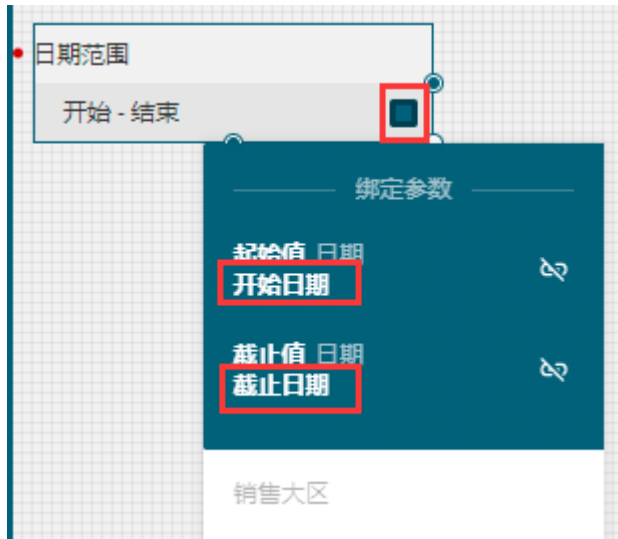 日期范围
开始 - 结束
绑定参数
起始值 日期
开始日期
截止值 日期
截止日期
销售大区